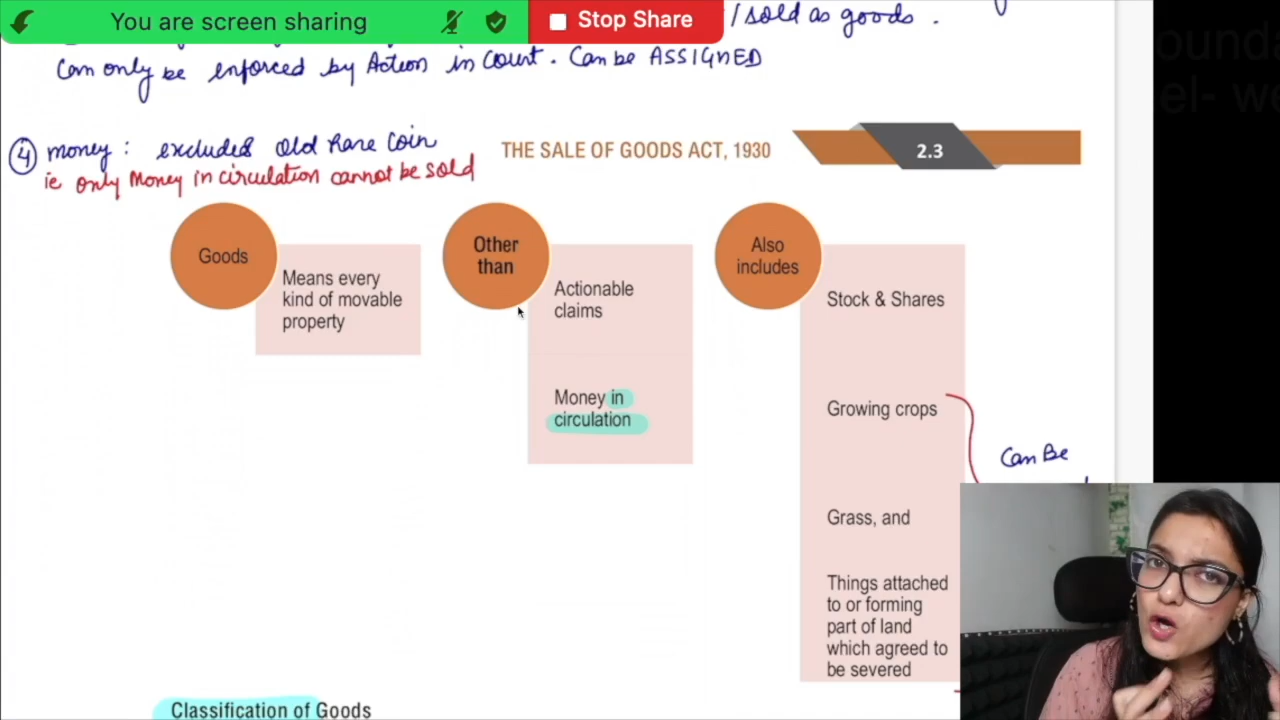 You are screen sharing
Stop Share
/sold as goods .
Can only be enforced by Action in Court. Can be ASSIGNED
④ money : excluded old Rare Coin
ie only Money in circulation cannot be sold
THE SALE OF GOODS ACT, 1930
2.3
Goods
Means every
kind of movable
property
Other
than
Actionable
claims
Money in
circulation
Also
includes
Stock & Shares
Growing crops
Grass, and
Things attached
to or forming
part of land
which agreed to
be severed
Can Be
Classification of Goods